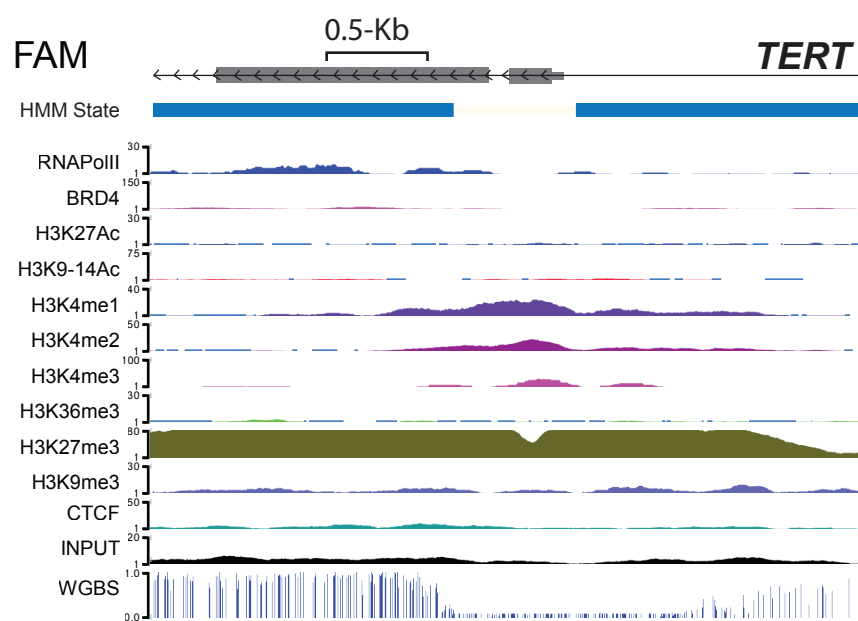 0.5-Kb
FAM
TERT
HMM State
RNAPolII
30
1
BRD4
150
1
H3K27Ac
30
1
H3K9-14Ac
75
1
H3K4me1
40
1
H3K4me2
50
1
H3K4me3
100
1
H3K36me3
30
1
H3K27me3
80
1
H3K9me3
30
1
CTCF
50
1
INPUT
20
1
WGBS
1.0
0.0